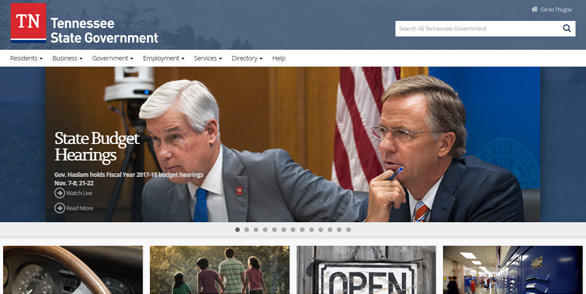 Go to TN.gov
TN
Tennessee
State Government
Search All Tennessee Government
Residents Business Government Employment Services Directory Help
State Budget
Hearings
Gov. Haslam holds Fiscal Year 2017-18 budget hearings
Nov. 7-8; 21-22
Watch Live
Read More
OPEN